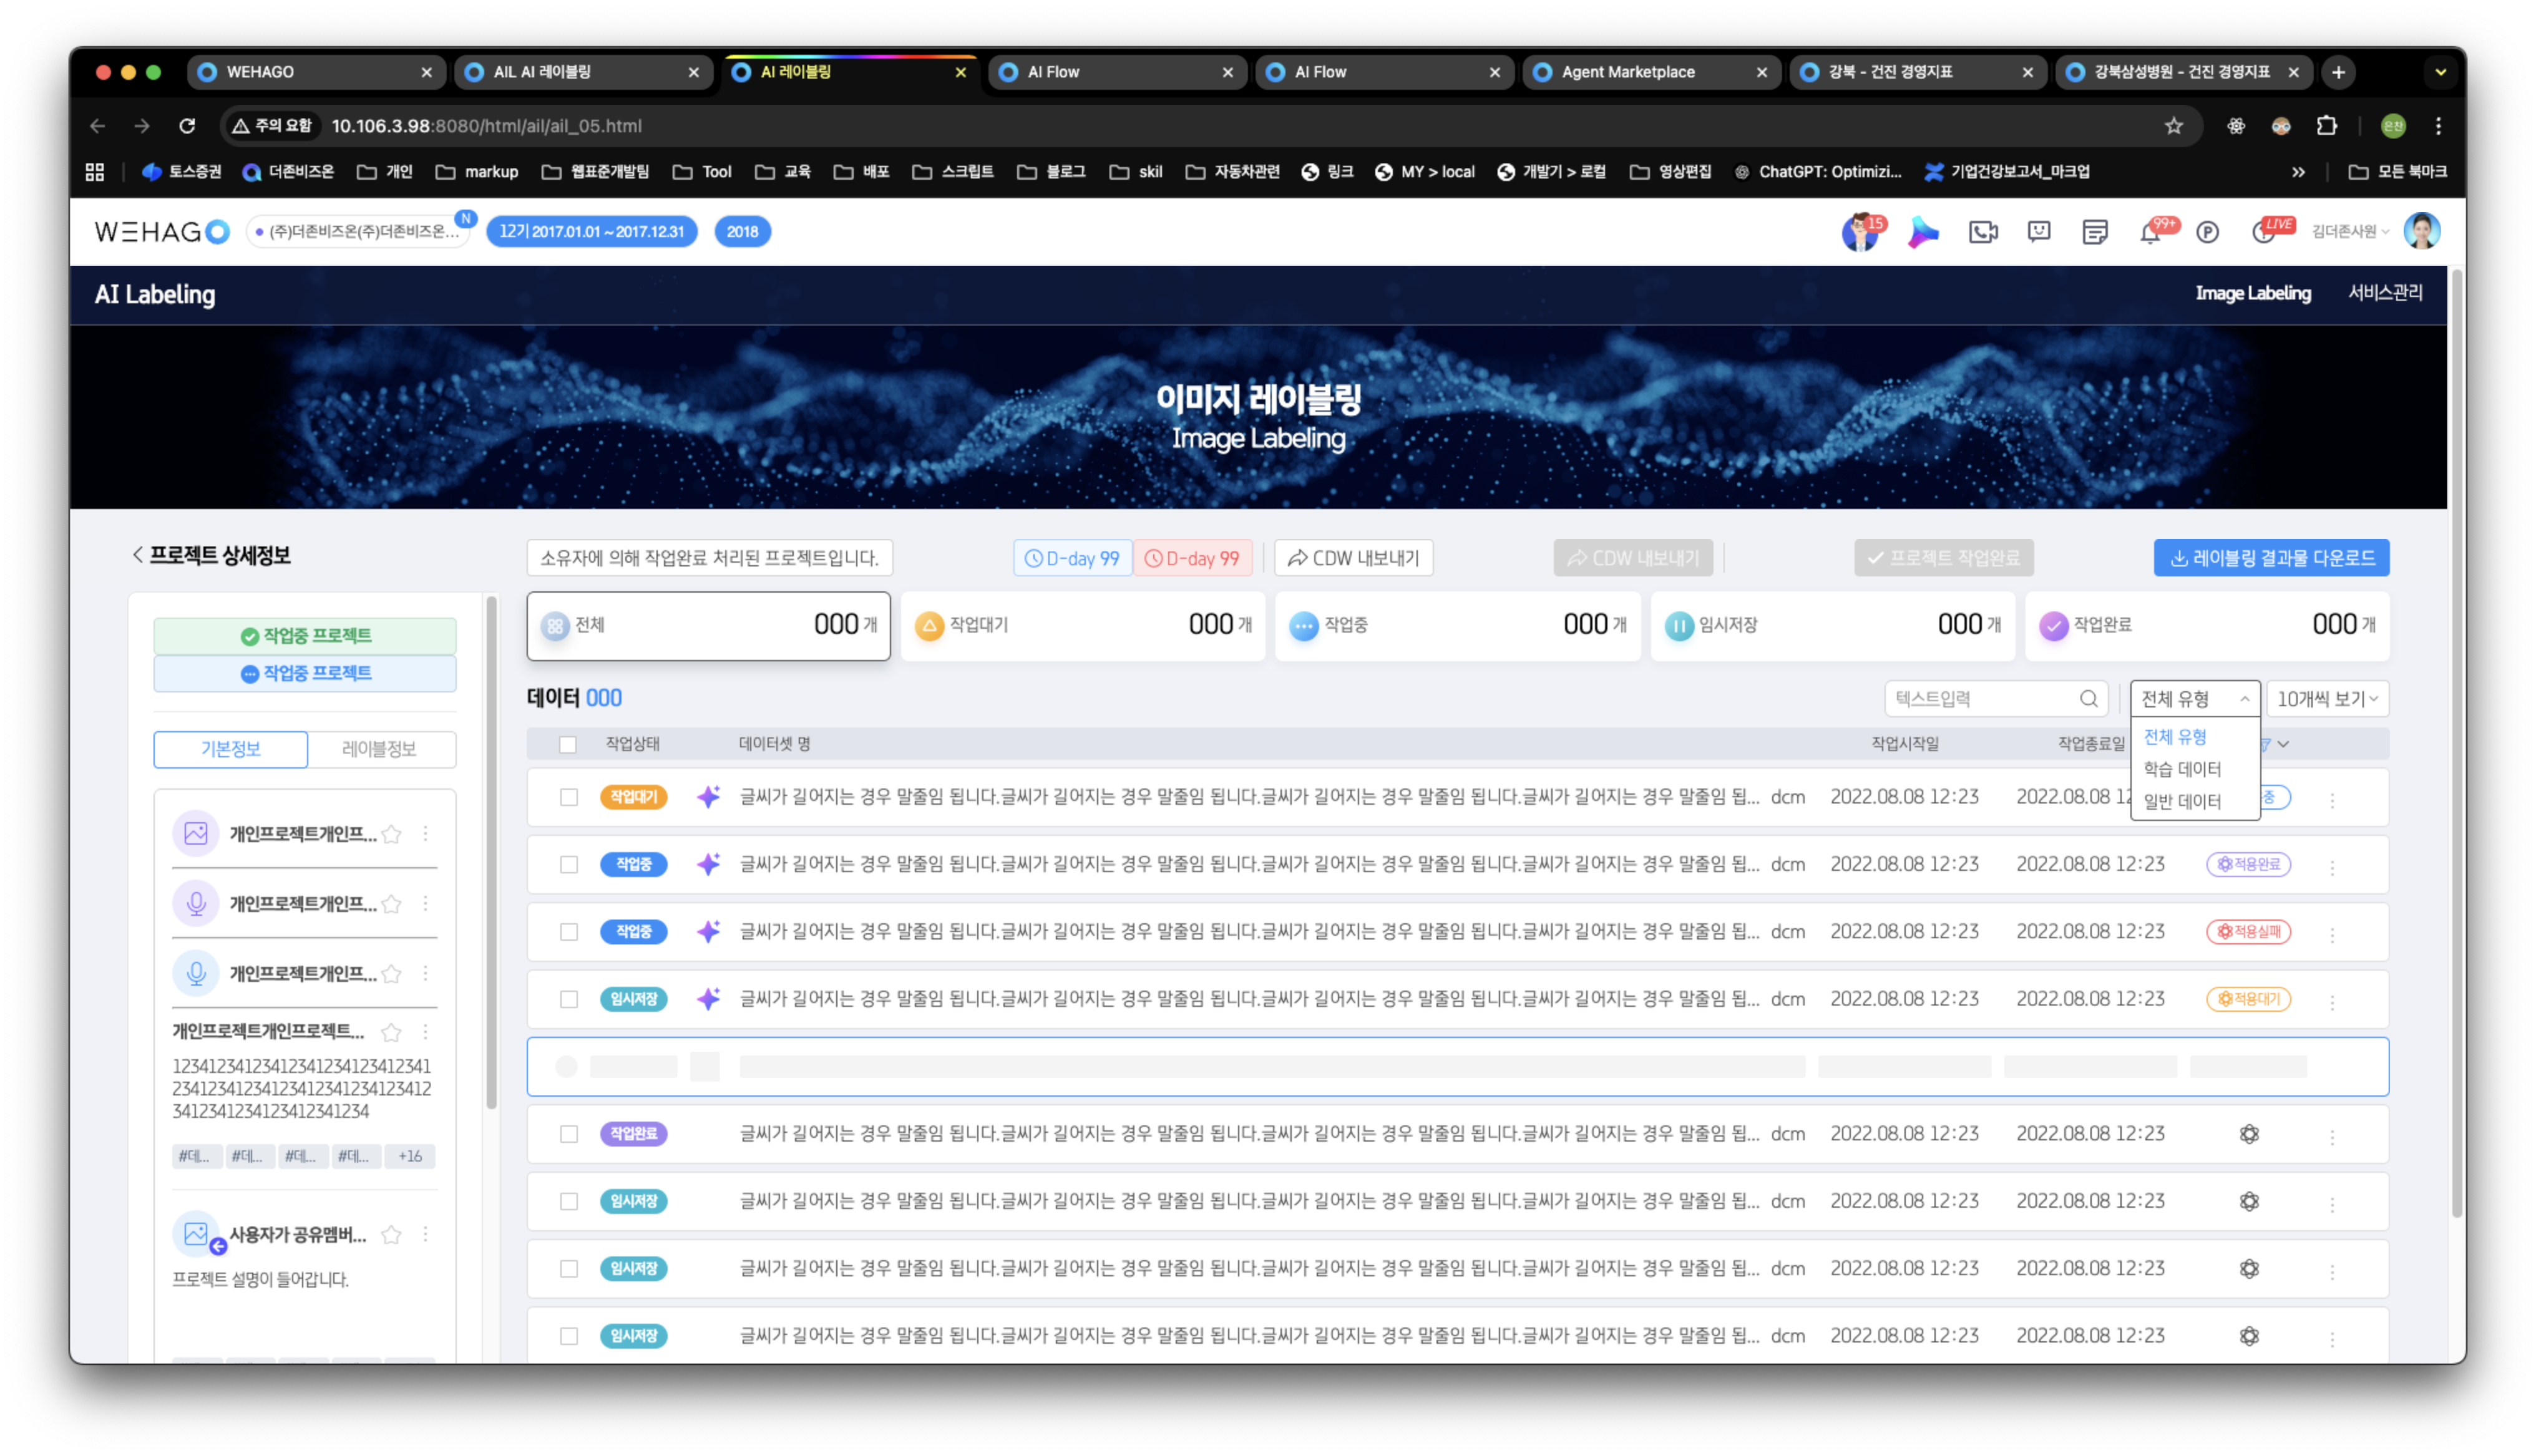 WEHAGO
AIL AI 레이블링
AI 레이블링
AI Flow
AI Flow
Agent Marketplace
강북 - 건진 경영지표
강북삼성병원 - 건진 경영지표
주의 요함
10.106.3.98:8080/html/ail/ail_05.html
은찬
토스증권
더존비즈온
개인
markup
웹표준개발팀
Tool
교육
배포
스크립트
블로그
skil
자동차관련
링크
MY > local
개발기 > 로컬
영상편집
ChatGPT: Optimizi...
기업건강보고서_마크업
모든 북마크
WEHAGO
(주)더존비즈온(주)더존비즈온...
N
12기 2017.01.01 ~ 2017.12.31
2018
15
99+
LIVE
김더존사원
AI Labeling
Image Labeling
서비스관리
이미지 레이블링
Image Labeling
프로젝트 상세정보
작업중 프로젝트
작업중 프로젝트
기본정보
레이블정보
개인프로젝트개인프...
개인프로젝트개인프...
개인프로젝트개인프...
개인프로젝트개인프로젝트...
12341234123412341234123412341
23412341234123412341234123412
3412341234123412341234
#데...
#데...
#데...
#데...
+16
사용자가 공유멤버...
프로젝트 설명이 들어갑니다.
소유자에 의해 작업완료 처리된 프로젝트입니다.
D-day 99
D-day 99
CDW 내보내기
CDW 내보내기
프로젝트 작업완료
레이블링 결과물 다운로드
전체 000 개
작업대기 000 개
작업중 000 개
임시저장 000 개
작업완료 000 개
데이터 000
텍스트입력
전체 유형
10개씩 보기
전체 유형
학습 데이터
일반 데이터
작업상태 데이터셋 명 작업시작일 작업종료일
작업대기 글씨가 길어지는 경우 말줄임 됩니다.글씨가 길어지는 경우 말줄임 됩니다.글씨가 길어지는 경우 말줄임 됩니다.글씨가 길어지는 경우 말줄임 됩... dcm 2022.08.08 12:23 2022.08.08 12 중
작업중 글씨가 길어지는 경우 말줄임 됩니다.글씨가 길어지는 경우 말줄임 됩니다.글씨가 길어지는 경우 말줄임 됩니다.글씨가 길어지는 경우 말줄임 됩... dcm 2022.08.08 12:23 2022.08.08 12:23 적용완료
작업중 글씨가 길어지는 경우 말줄임 됩니다.글씨가 길어지는 경우 말줄임 됩니다.글씨가 길어지는 경우 말줄임 됩니다.글씨가 길어지는 경우 말줄임 됩... dcm 2022.08.08 12:23 2022.08.08 12:23 적용실패
임시저장 글씨가 길어지는 경우 말줄임 됩니다.글씨가 길어지는 경우 말줄임 됩니다.글씨가 길어지는 경우 말줄임 됩니다.글씨가 길어지는 경우 말줄임 됩... dcm 2022.08.08 12:23 2022.08.08 12:23 적용대기
작업완료 글씨가 길어지는 경우 말줄임 됩니다.글씨가 길어지는 경우 말줄임 됩니다.글씨가 길어지는 경우 말줄임 됩니다.글씨가 길어지는 경우 말줄임 됩... dcm 2022.08.08 12:23 2022.08.08 12:23
임시저장 글씨가 길어지는 경우 말줄임 됩니다.글씨가 길어지는 경우 말줄임 됩니다.글씨가 길어지는 경우 말줄임 됩니다.글씨가 길어지는 경우 말줄임 됩... dcm 2022.08.08 12:23 2022.08.08 12:23
임시저장 글씨가 길어지는 경우 말줄임 됩니다.글씨가 길어지는 경우 말줄임 됩니다.글씨가 길어지는 경우 말줄임 됩니다.글씨가 길어지는 경우 말줄임 됩... dcm 2022.08.08 12:23 2022.08.08 12:23
임시저장 글씨가 길어지는 경우 말줄임 됩니다.글씨가 길어지는 경우 말줄임 됩니다.글씨가 길어지는 경우 말줄임 됩니다.글씨가 길어지는 경우 말줄임 됩... dcm 2022.08.08 12:23 2022.08.08 12:23